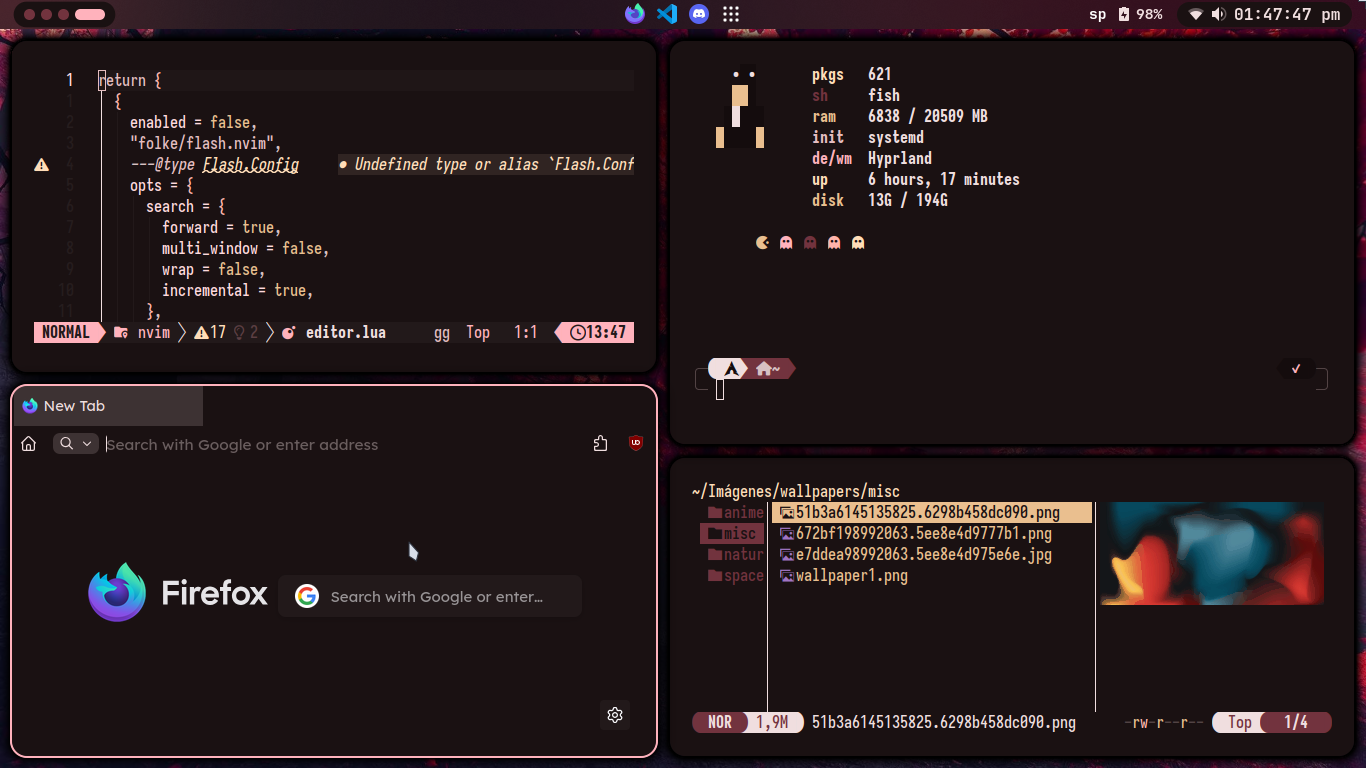 sp 98% 01:47:47 pm
1 return {
1 {
2 enabled = false,
3 "folke/flash.nvim",
4 ---@type Flash.Config ● Undefined type or alias `Flash.Conf
5 opts = {
6 search = {
7 forward = true,
8 multi_window = false,
9 wrap = false,
10 incremental = true,
11 },
NORMAL nvim 17 2 editor.lua gg Top 1:1 13:47
pkgs 621
sh fish
ram 6838 / 20509 MB
init systemd
de/wm Hyprland
up 6 hours, 17 minutes
disk 13G / 194G
~
✓
New Tab
Search with Google or enter address
Firefox
Search with Google or enter…
~/Imágenes/wallpapers/misc
anime 51b3a6145135825.6298b458dc090.png
misc 672bf198992063.5ee8e4d9777b1.png
natur e7ddea98992063.5ee8e4d975e6e.jpg
space wallpaper1.png
NOR 1,9M 51b3a6145135825.6298b458dc090.png -rw-r--r-- Top 1/4